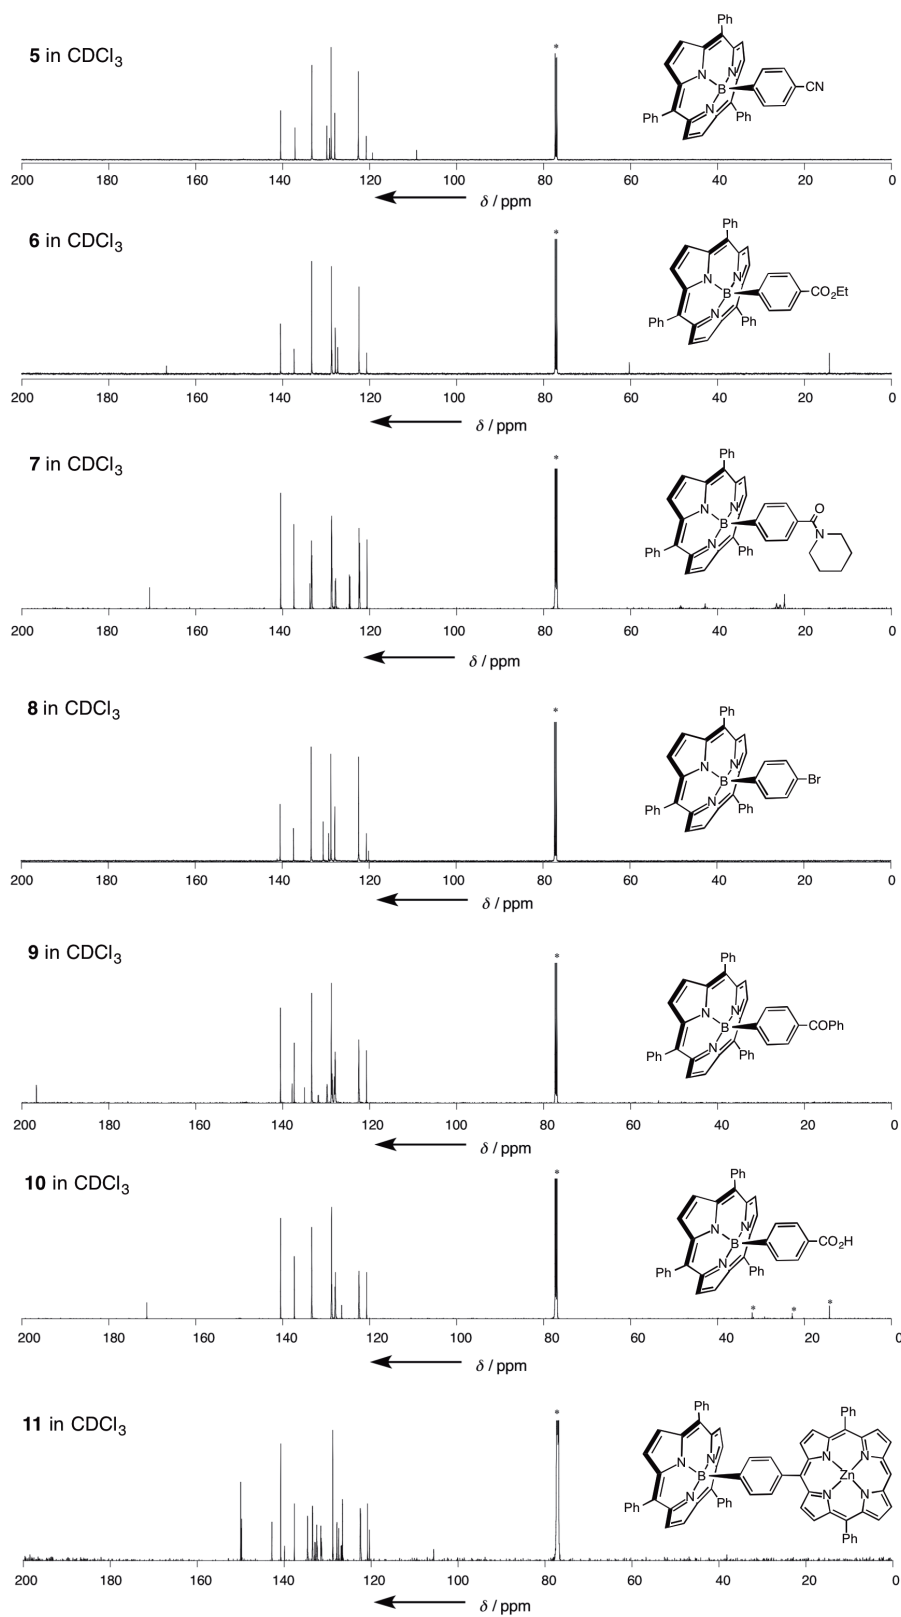 Ph
5 in CDCl3
*
N
N
B
CN
N
Ph
Ph
200 180 160 140 120 100 80 60 40 20 0
δ / ppm
Ph
6 in CDCl3
*
N
N
B
CO2Et
N
Ph
Ph
200 180 160 140 120 100 80 60 40 20 0
δ / ppm
Ph
7 in CDCl3
*
N
N
O
B
N
N
Ph
Ph
200 180 160 140 120 100 80 60 40 20 0
δ / ppm
8 in CDCl3
*
Ph
N
N
B
Br
N
Ph
Ph
200 180 160 140 120 100 80 60 40 20 0
δ / ppm
9 in CDCl3
*
Ph
N
N
B
COPh
N
Ph
Ph
200 180 160 140 120 100 80 60 40 20 0
δ / ppm
10 in CDCl3
*
Ph
N
N
B
CO2H
N
Ph
Ph
* * *
200 180 160 140 120 100 80 60 40 20 0
δ / ppm
11 in CDCl3
*
Ph
Ph
N
N
N
N
B
Zn
N
N
N
Ph
Ph
Ph
200 180 160 140 120 100 80 60 40 20 0
δ / ppm